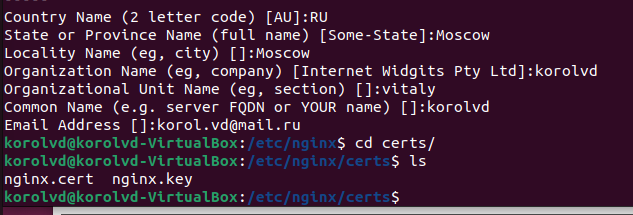 Country Name (2 letter code) [AU]:RU
State or Province Name (full name) [Some-State]:Moscow
Locality Name (eg, city) []:Moscow
Organization Name (eg, company) [Internet Widgits Pty Ltd]:korolvd
Organizational Unit Name (eg, section) []:vitaly
Common Name (e.g. server FQDN or YOUR name) []:korolvd
Email Address []:korol.vd@mail.ru
korolvd@korolvd-VirtualBox:/etc/nginx$ cd certs/
korolvd@korolvd-VirtualBox:/etc/nginx/certs$ ls
nginx.cert  nginx.key
korolvd@korolvd-VirtualBox:/etc/nginx/certs$